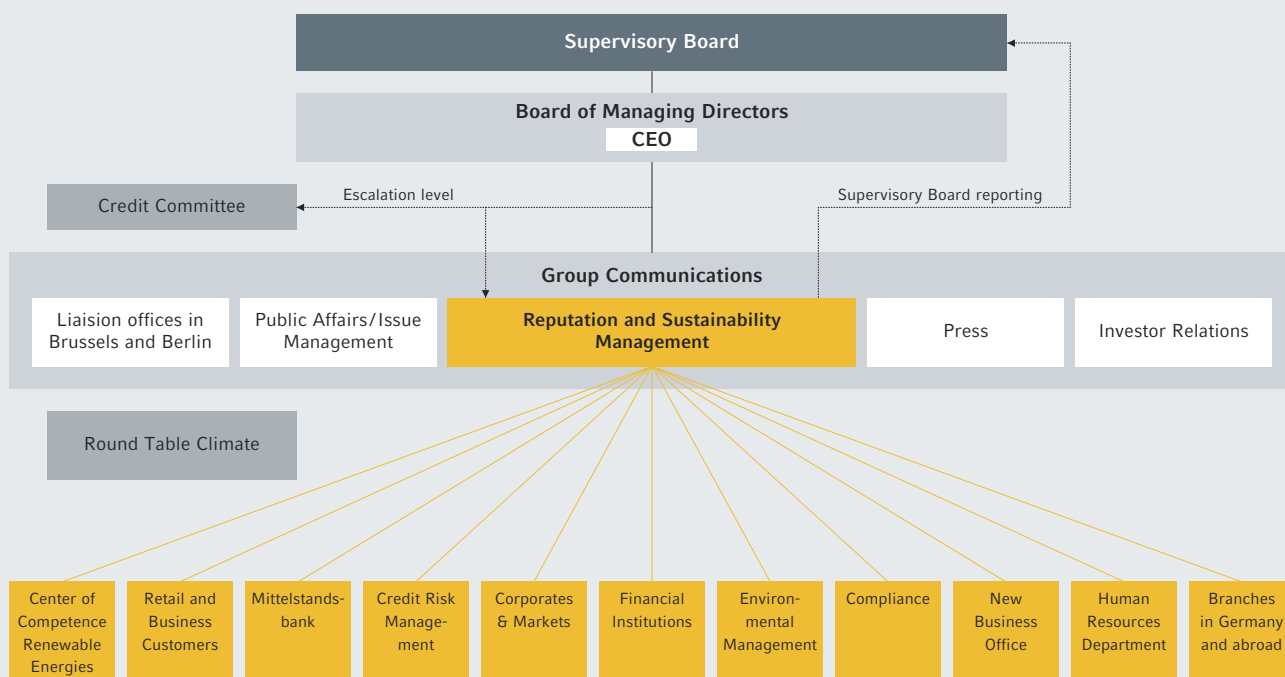 Supervisory Board
Board of Managing Directors
CEO
Credit Committee
Escalation level
Supervisory Board reporting
Group Communications
Liaision offices in
Brussels and Berlin
Public Affairs/Issue
Management
Reputation and Sustainability
Management
Press
Investor Relations
Round Table Climate
Center of
Competence
Renewable
Energies
Retail and
Business
Customers
Mittelstands-
bank
Credit Risk
Manage-
ment
Corporates
& Markets
Financial
Institutions
Environ-
mental
Management
Compliance
New
Business
Office
Human
Resources
Department
Branches
in Germany
and abroad